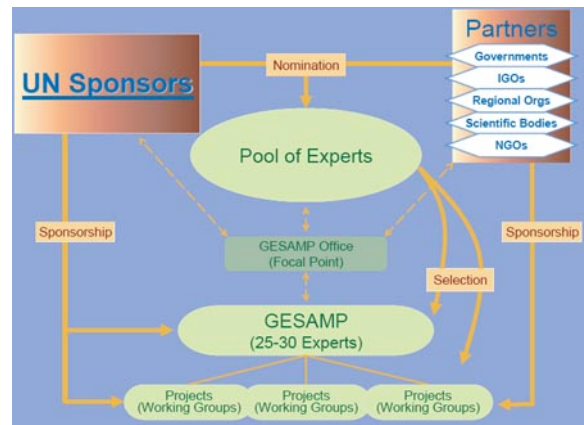 Partners
Governments
IGOs
Regional Orgs
Scientific Bodies
NGOs
UN Sponsors
Nomination
Pool of Experts
Sponsorship
GESAMP Office
(Focal Point)
Sponsorship
Selection
GESAMP
(25-30 Experts)
Projects
(Working Groups)
Projects
(Working Groups)
Projects
(Working Groups)